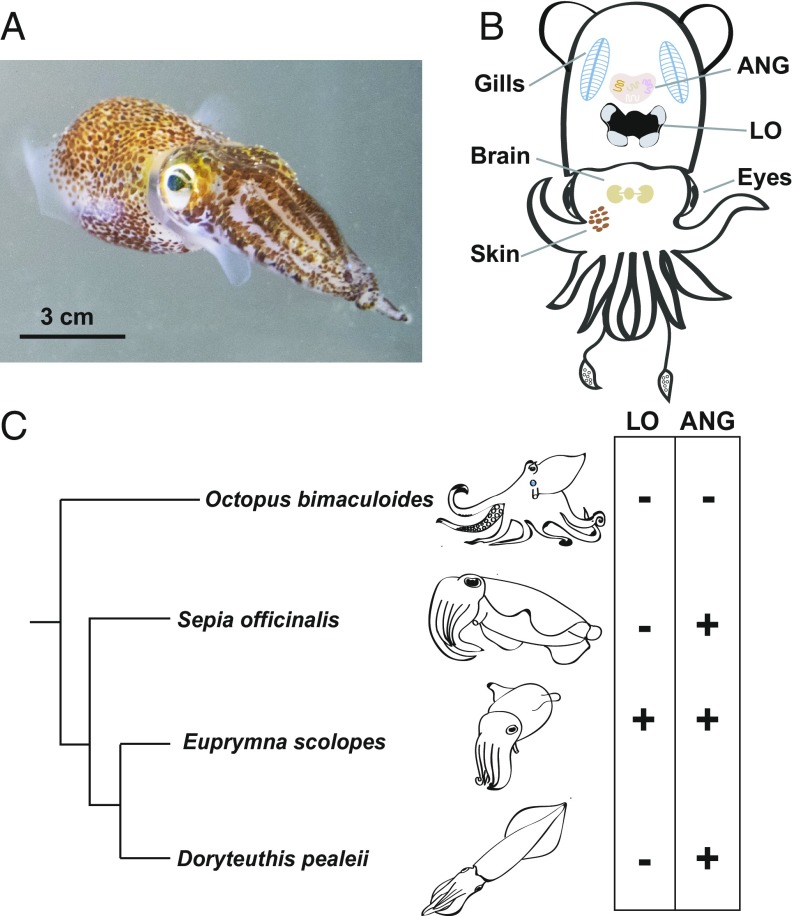 A
3 cm
B
Gills
ANG
LO
Brain
Eyes
Skin
C
LO ANG
Octopus bimaculoides - -
Sepia officinalis - +
Euprymna scolopes + +
Doryteuthis pealeii - +